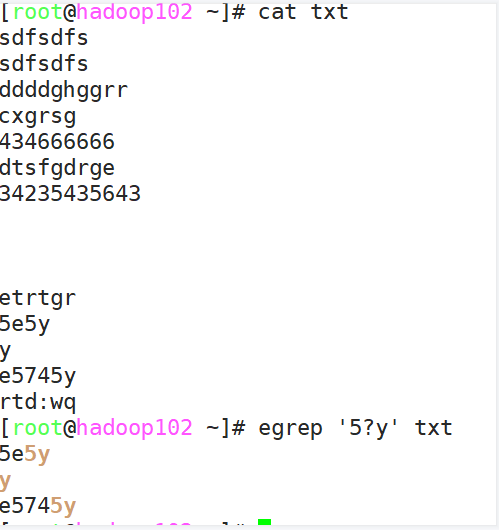 [root@hadoop102 ~]# cat txt
sdfsdfs
sdfsdfs
ddddghggrr
cxgrsg
434666666
dtsfgdrge
34235435643
etrtgr
5e5y
y
e5745y
rtd:wq
[root@hadoop102 ~]# egrep '5?y' txt
5e5y
y
e5745y